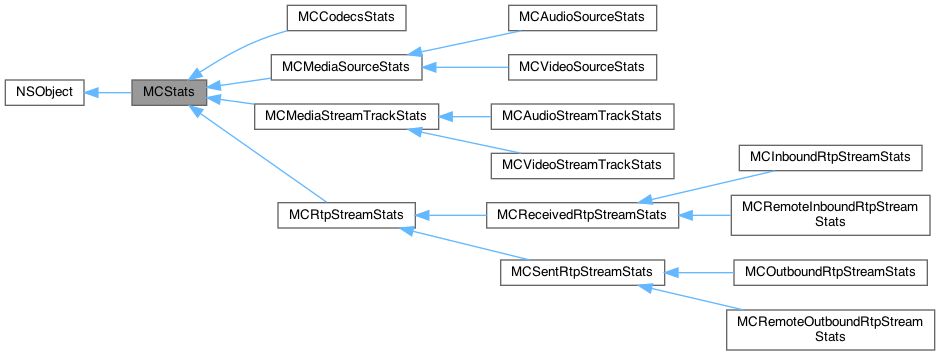 NSObject
MCStats
MCCodecsStats
MCMediaSourceStats
MCAudioSourceStats
MCVideoSourceStats
MCMediaStreamTrackStats
MCAudioStreamTrackStats
MCVideoStreamTrackStats
MCRtpStreamStats
MCReceivedRtpStreamStats
MCInboundRtpStreamStats
MCRemoteInboundRtpStream
Stats
MCSentRtpStreamStats
MCOutboundRtpStreamStats
MCRemoteOutboundRtpStream
Stats